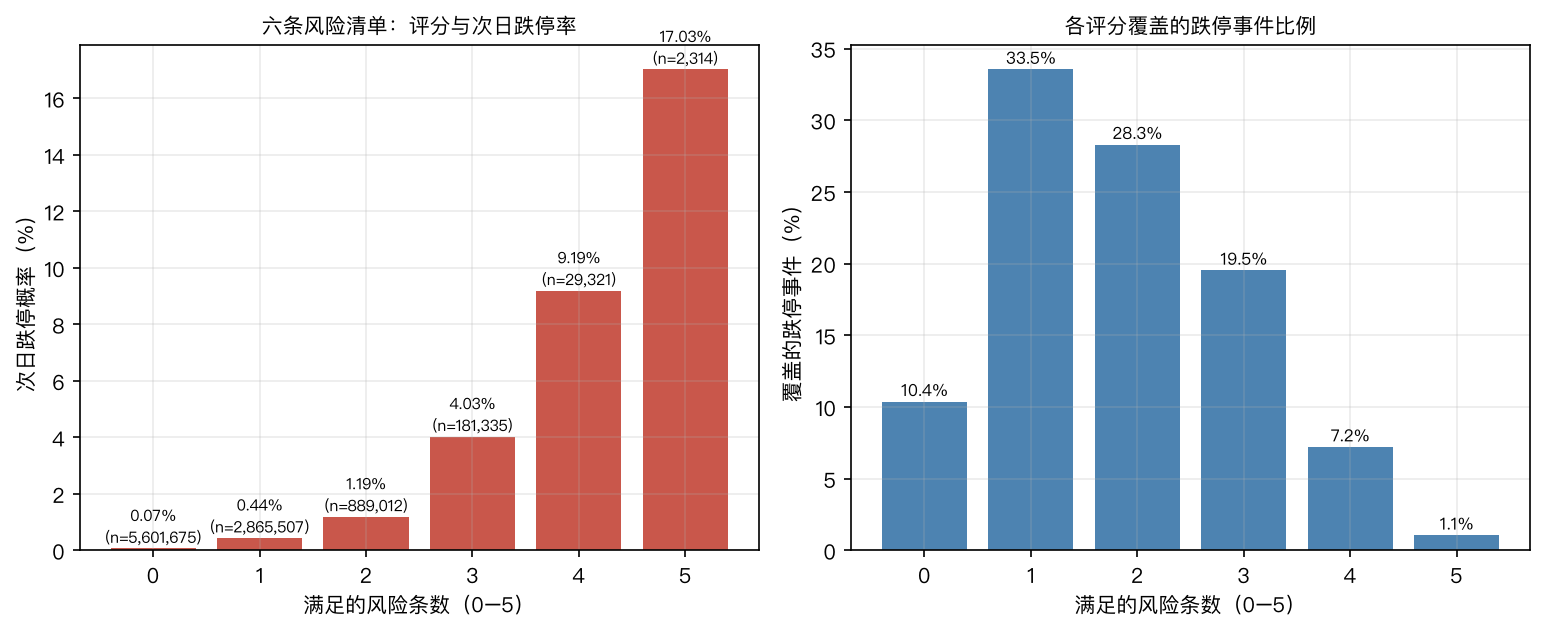 六条风险清单：评分与次日跌停率
17.03%
(n=2,314)
9.19%
(n=29,321)
4.03%
(n=181,335)
1.19%
(n=889,012)
0.44%
(n=2,865,507)
0.07%
(n=5,601,675)
16
14
12
10
8
6
4
2
0
次日跌停概率（%）
0 1 2 3 4 5
满足的风险条数（0—5）
各评分覆盖的跌停事件比例
33.5%
28.3%
19.5%
10.4%
7.2%
1.1%
35
30
25
20
15
10
5
0
覆盖的跌停事件（%）
0 1 2 3 4 5
满足的风险条数（0—5）